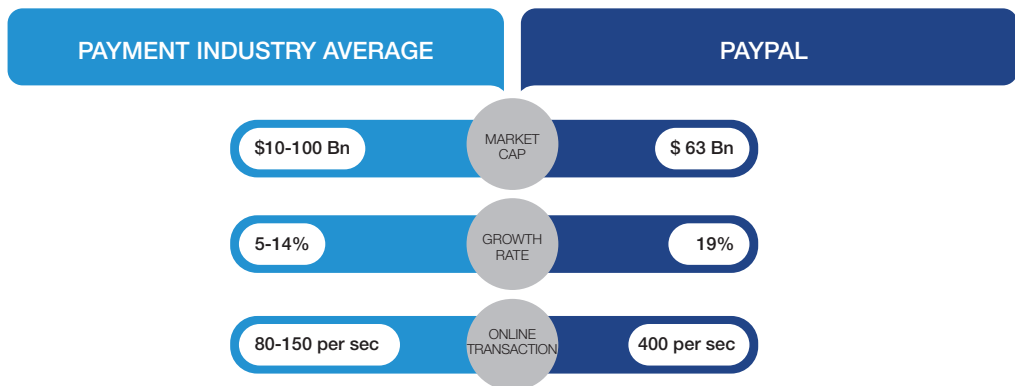 PAYMENT INDUSTRY AVERAGE
PAYPAL
$10-100 Bn
MARKET
CAP
$ 63 Bn
5-14%
GROWTH
RATE
19%
80-150 per sec
ONLINE
TRANSACTION
400 per sec